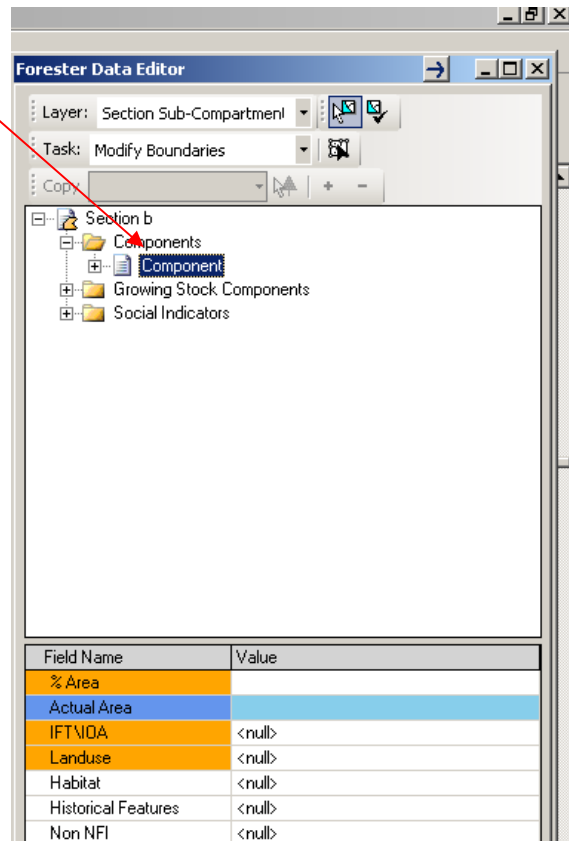 Forester Data Editor
Layer: Section Sub-Compartment
Task: Modify Boundaries
Copy + -
Section b
Components
Component
Growing Stock Components
Social Indicators
Field Name Value
% Area
Actual Area
IFT\IOA <null>
Landuse <null>
Habitat <null>
Historical Features <null>
Non NFI <null>